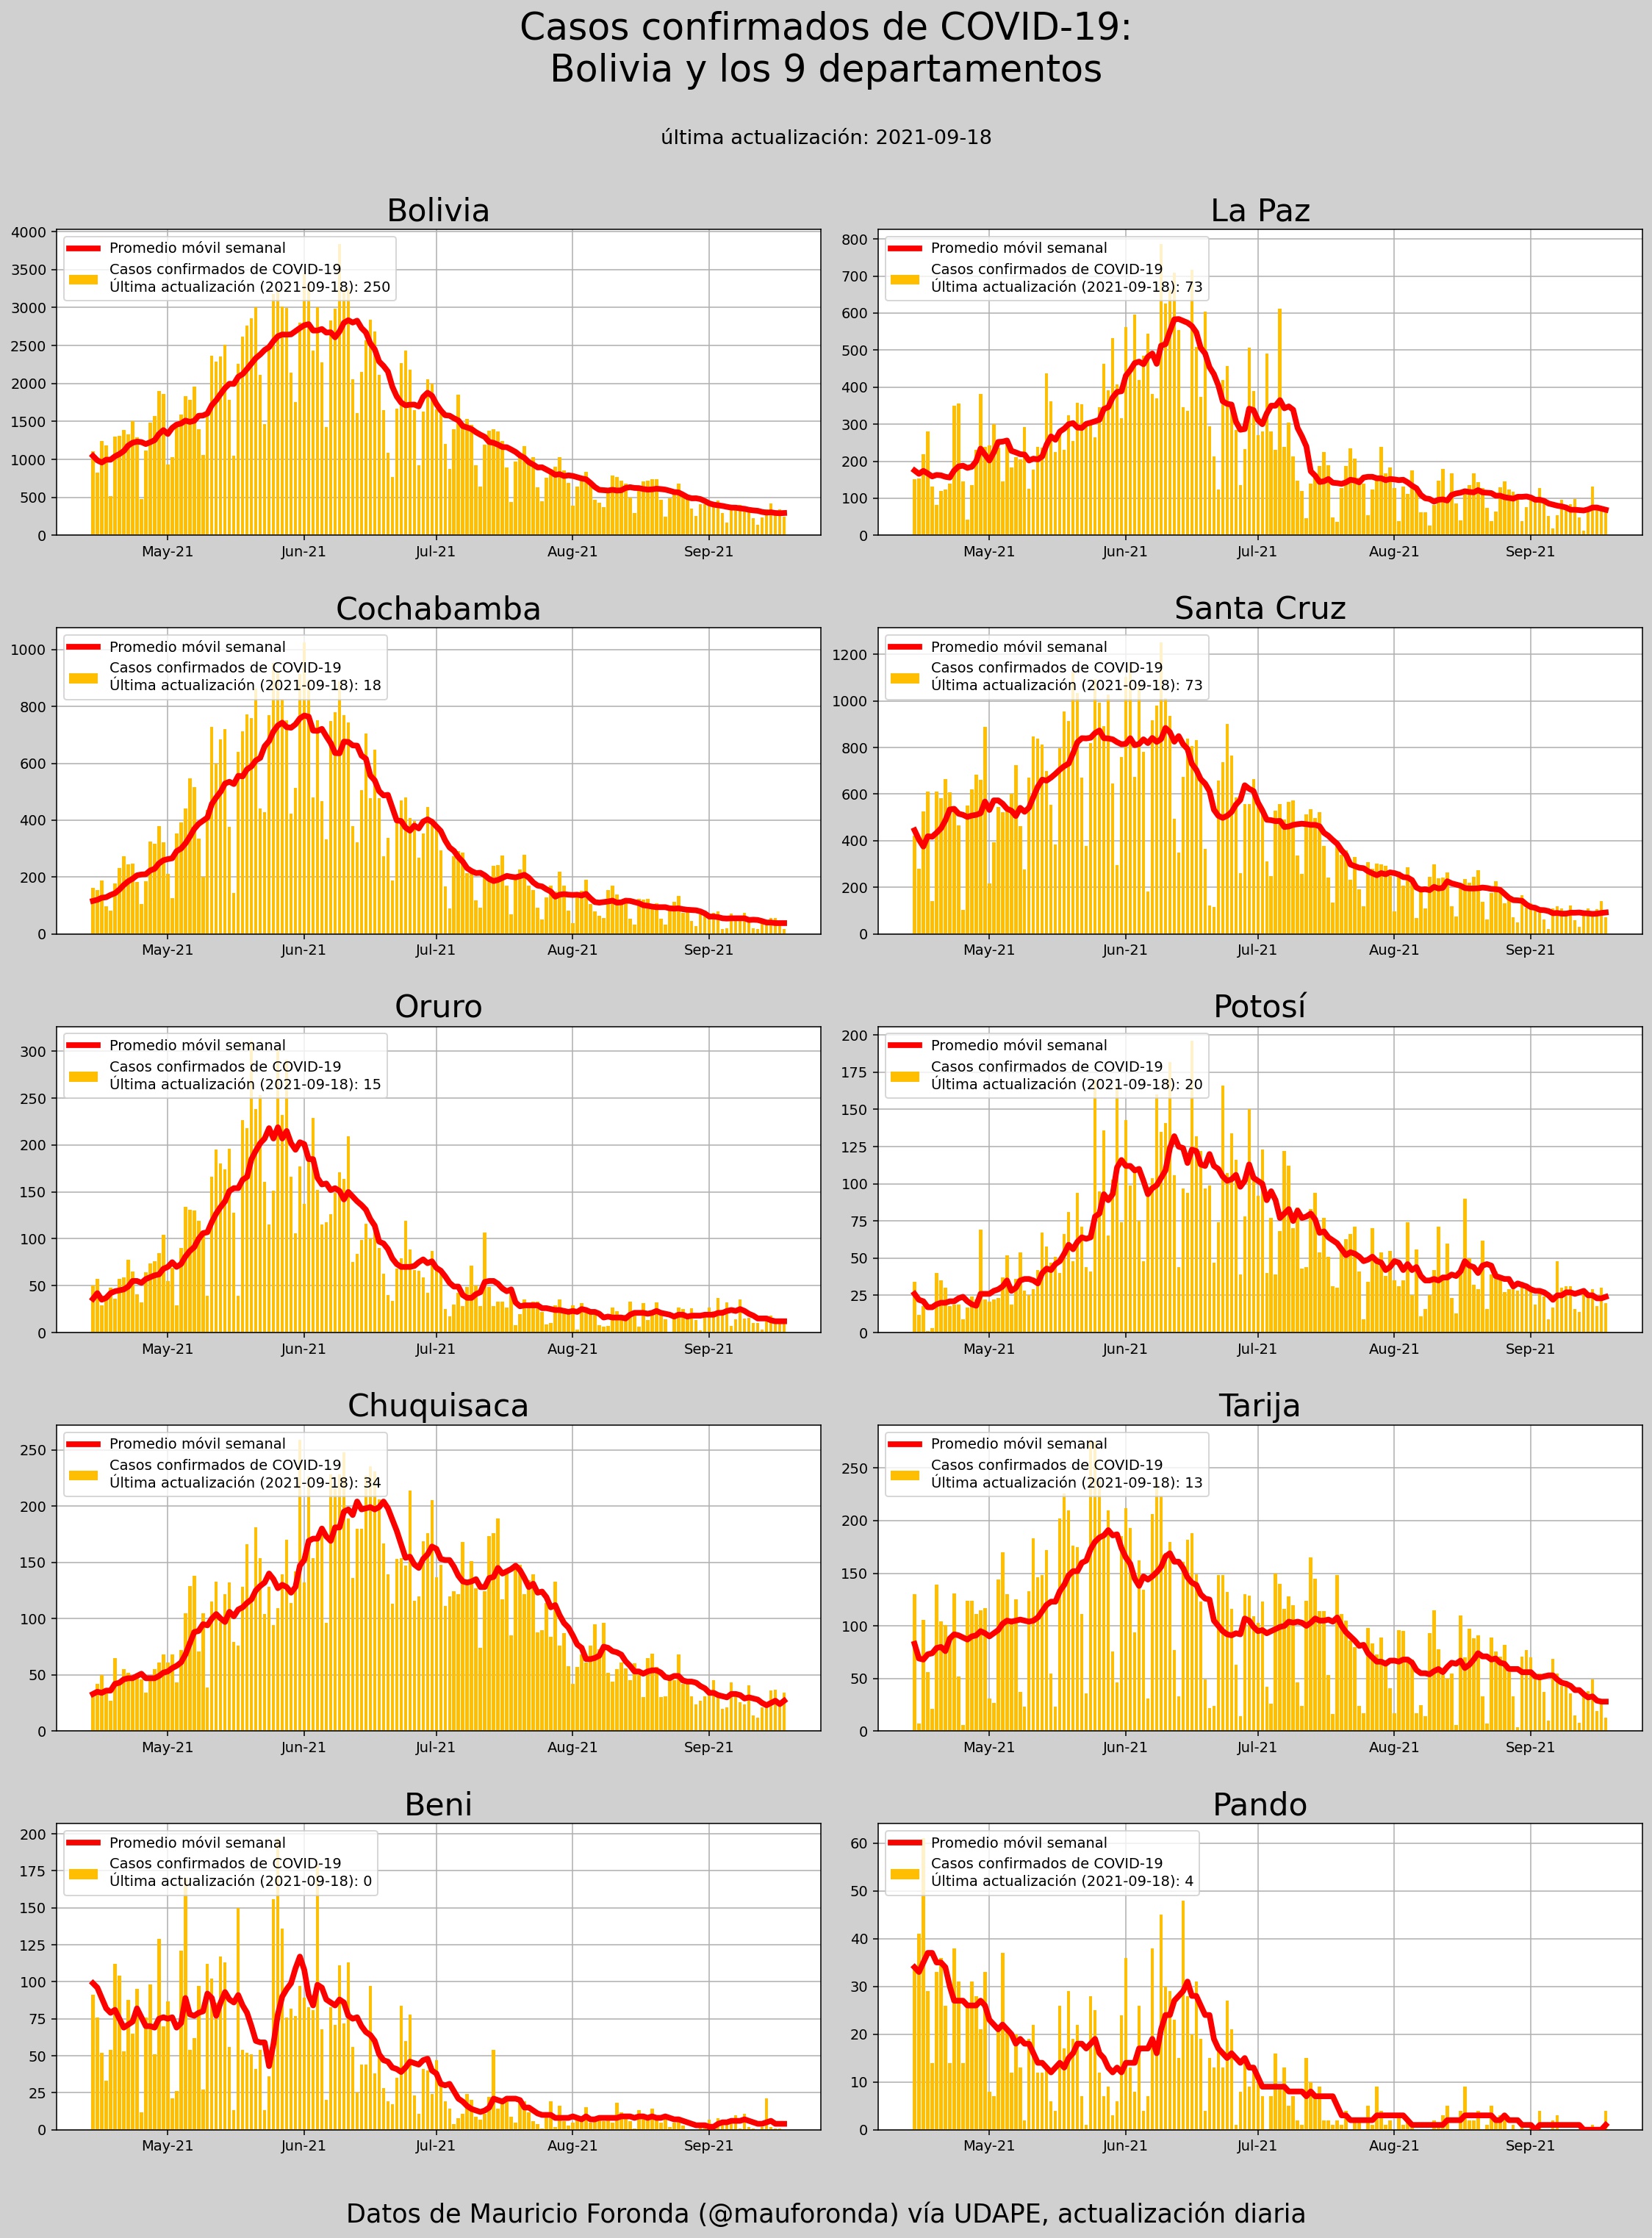 Casos confirmados de COVID-19:
Bolivia y los 9 departamentos
última actualización: 2021-09-18
Bolivia
Promedio móvil semanal
Casos confirmados de COVID-19
Última actualización (2021-09-18): 250
4000
3500
3000
2500
2000
1500
1000
500
0
May-21 Jun-21 Jul-21 Aug-21 Sep-21
La Paz
Promedio móvil semanal
Casos confirmados de COVID-19
Última actualización (2021-09-18): 73
800
700
600
500
400
300
200
100
0
May-21 Jun-21 Jul-21 Aug-21 Sep-21
Cochabamba
Promedio móvil semanal
Casos confirmados de COVID-19
Última actualización (2021-09-18): 18
1000
800
600
400
200
0
May-21 Jun-21 Jul-21 Aug-21 Sep-21
Santa Cruz
Promedio móvil semanal
Casos confirmados de COVID-19
Última actualización (2021-09-18): 73
1200
1000
800
600
400
200
0
May-21 Jun-21 Jul-21 Aug-21 Sep-21
Oruro
Promedio móvil semanal
Casos confirmados de COVID-19
Última actualización (2021-09-18): 15
300
250
200
150
100
50
0
May-21 Jun-21 Jul-21 Aug-21 Sep-21
Potosí
Promedio móvil semanal
Casos confirmados de COVID-19
Última actualización (2021-09-18): 20
200
175
150
125
100
75
50
25
0
May-21 Jun-21 Jul-21 Aug-21 Sep-21
Chuquisaca
Promedio móvil semanal
Casos confirmados de COVID-19
Última actualización (2021-09-18): 34
250
200
150
100
50
0
May-21 Jun-21 Jul-21 Aug-21 Sep-21
Tarija
Promedio móvil semanal
Casos confirmados de COVID-19
Última actualización (2021-09-18): 13
250
200
150
100
50
0
May-21 Jun-21 Jul-21 Aug-21 Sep-21
Beni
Promedio móvil semanal
Casos confirmados de COVID-19
Última actualización (2021-09-18): 0
200
175
150
125
100
75
50
25
0
May-21 Jun-21 Jul-21 Aug-21 Sep-21
Pando
Promedio móvil semanal
Casos confirmados de COVID-19
Última actualización (2021-09-18): 4
60
50
40
30
20
10
0
May-21 Jun-21 Jul-21 Aug-21 Sep-21
Datos de Mauricio Foronda (@mauforonda) vía UDAPE, actualización diaria